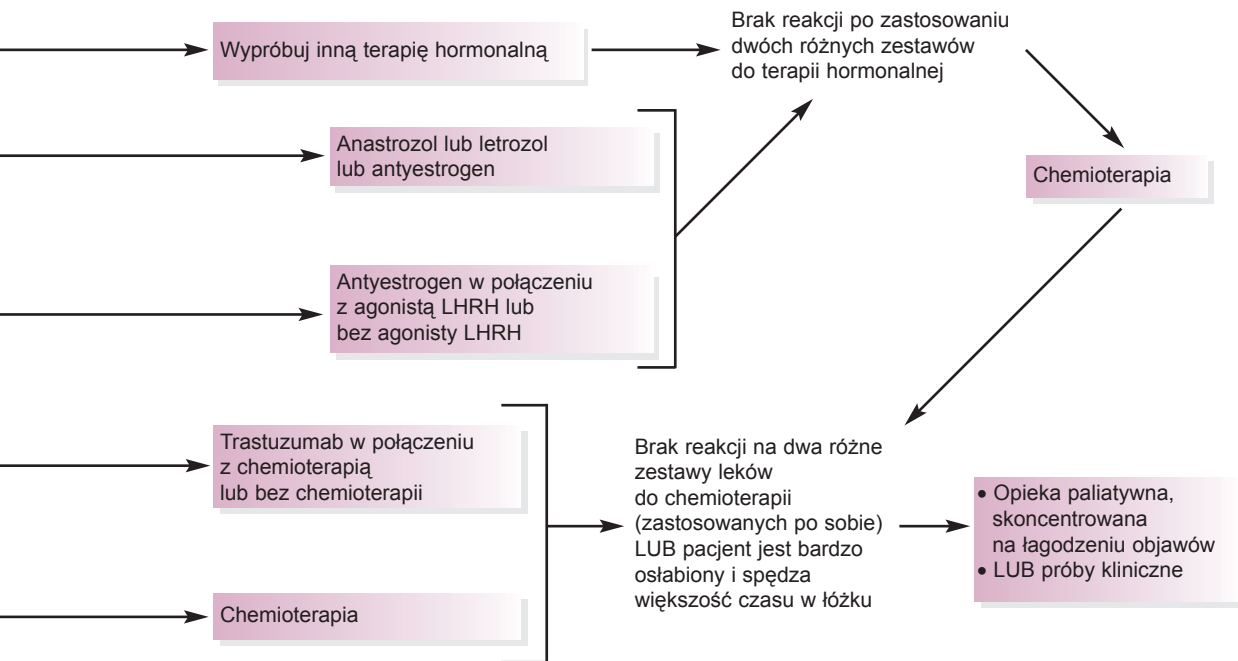 Wypróbuj inną terapię hormonalną
Brak reakcji po zastosowaniu
dwóch różnych zestawów
do terapii hormonalnej
Anastrozol lub letrozol
lub antyestrogen
Chemioterapia
Antyestrogen w połączeniu
z agonistą LHRH lub
bez agonisty LHRH
Trastuzumab w połączeniu
z chemioterapią
lub bez chemioterapii
Brak reakcji na dwa różne
zestawy leków
do chemioterapii
(zastosowanych po sobie)
LUB pacjent jest bardzo
osłabiony i spędza
większość czasu w łóżku
• Opieka paliatywna,
skoncentrowana
na łagodzeniu objawów
• LUB próby kliniczne
Chemioterapia